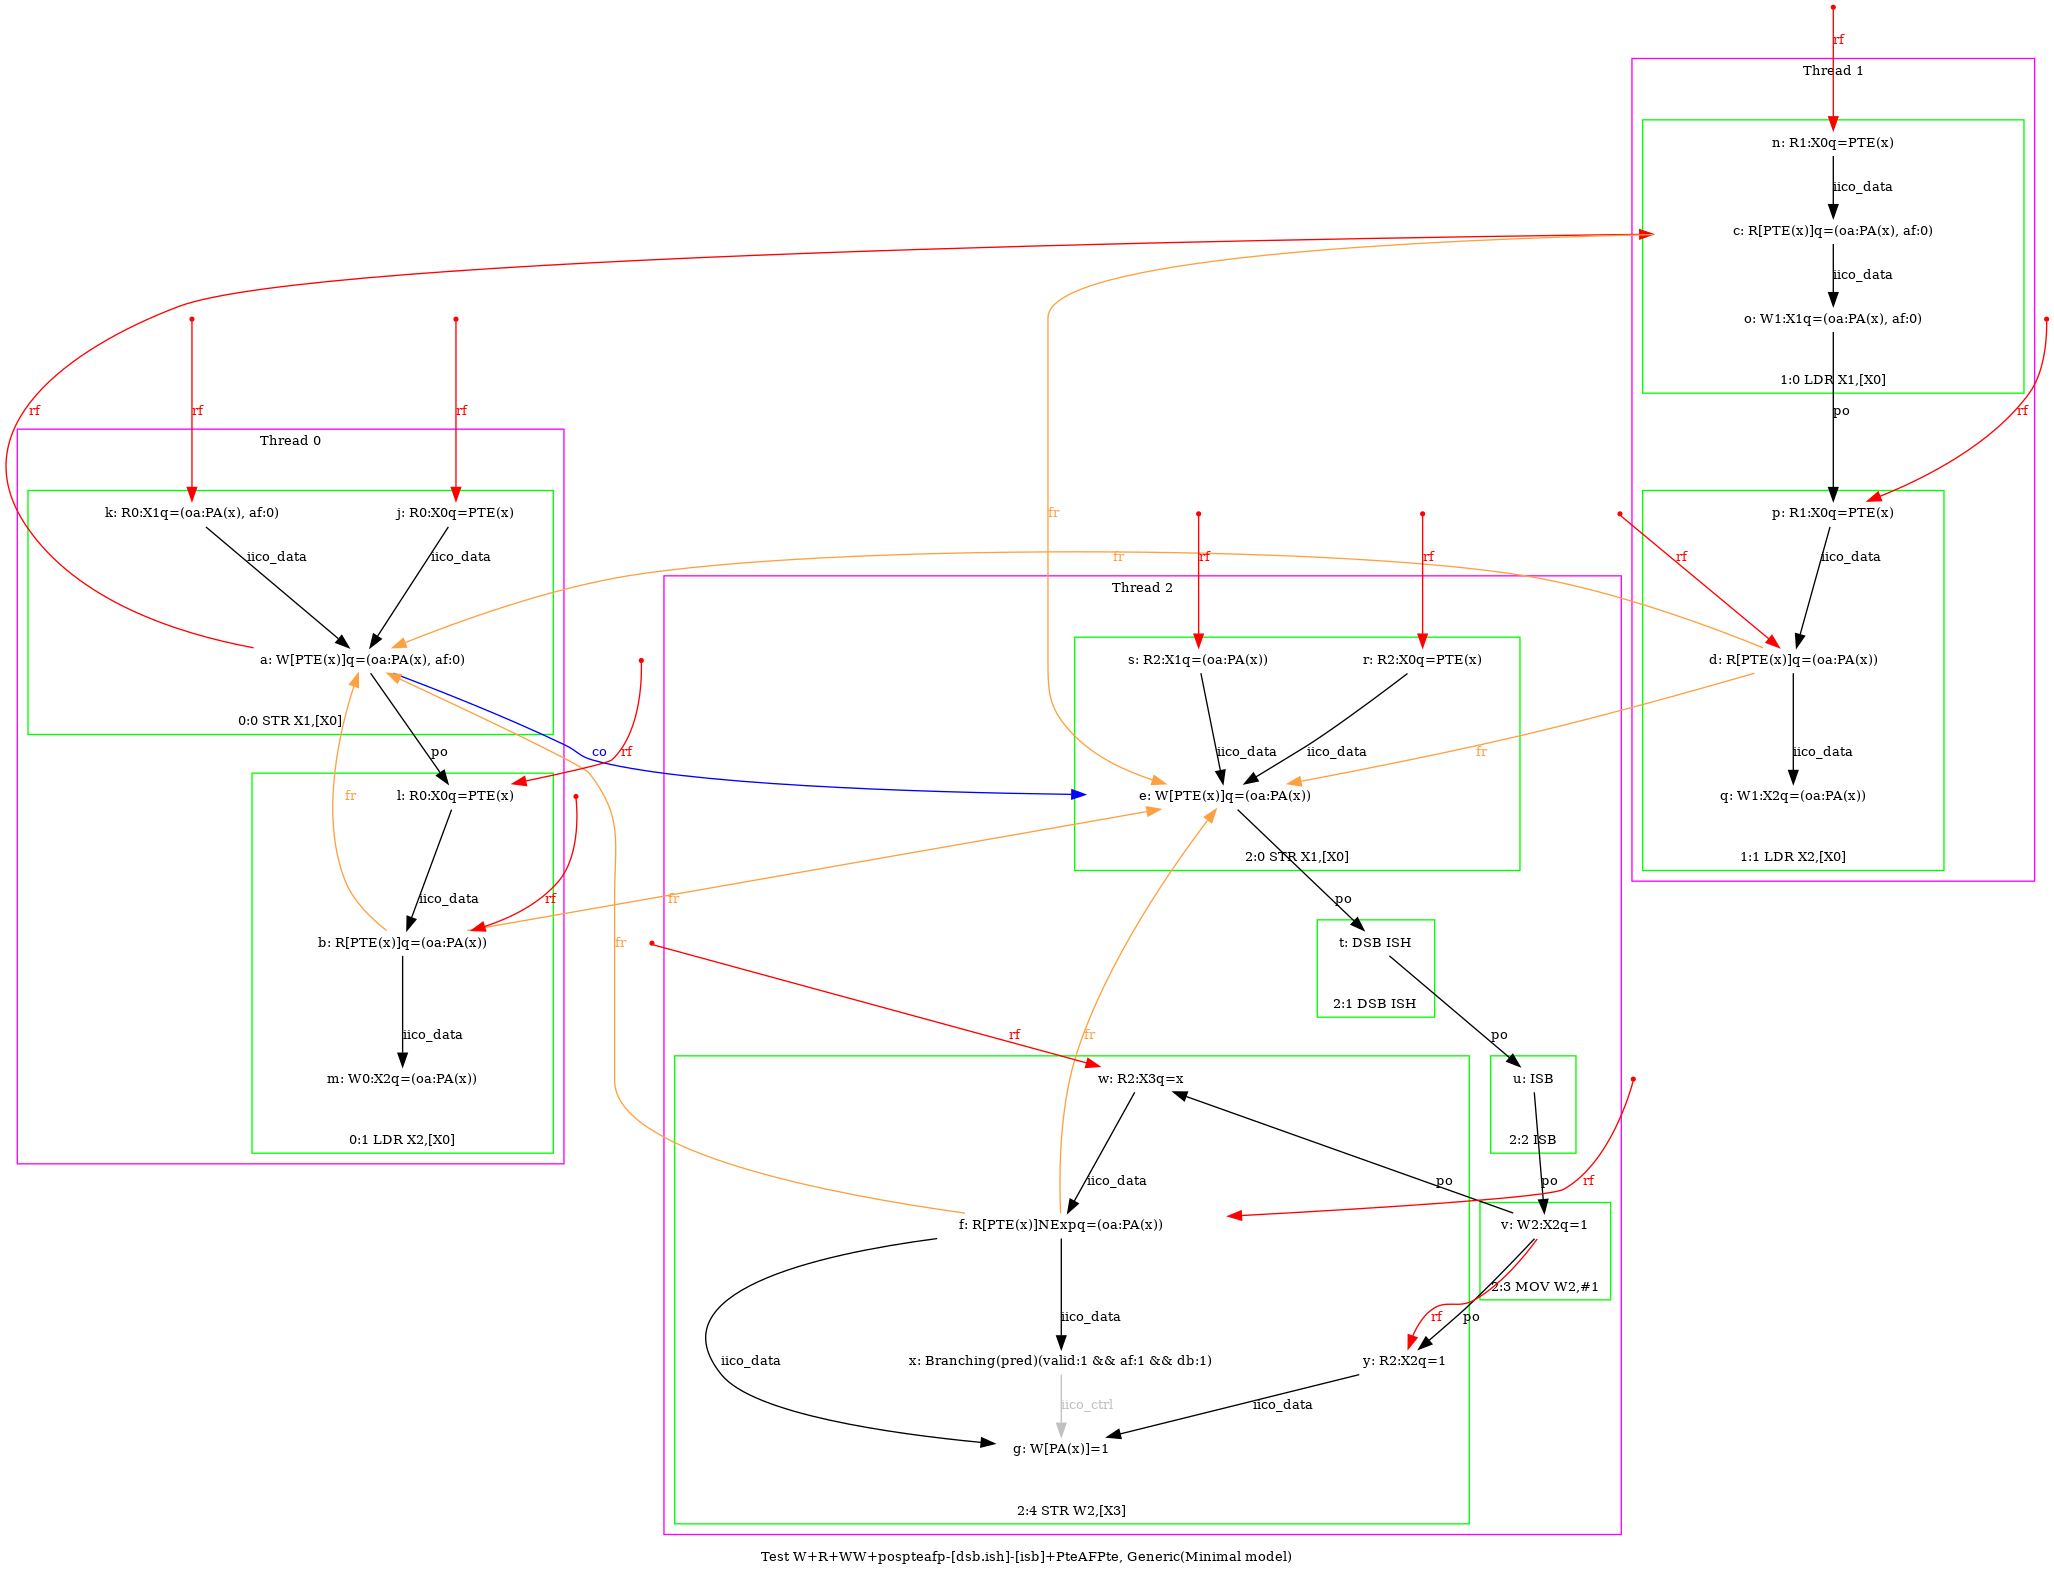 rf
Thread 1
n: R1:X0q=PTE(x)
iico_data
c: R[PTE(x)]q=(oa:PA(x), af:0)
iico_data
o: W1:X1q=(oa:PA(x), af:0)
1:0 LDR X1,[X0]
rf
rf
rf
po
rf
Thread 0
k: R0:X1q=(oa:PA(x), af:0)
j: R0:X0q=PTE(x)
fr
p: R1:X0q=PTE(x)
iico_data
iico_data
fr
rf
rf
rf
iico_data
Thread 2
a: W[PTE(x)]q=(oa:PA(x), af:0)
s: R2:X1q=(oa:PA(x))
r: R2:X0q=PTE(x)
d: R[PTE(x)]q=(oa:PA(x))
0:0 STR X1,[X0]
po
co
rf
iico_data
iico_data
fr
iico_data
fr
l: R0:X0q=PTE(x)
e: W[PTE(x)]q=(oa:PA(x))
q: W1:X2q=(oa:PA(x))
2:0 STR X1,[X0]
1:1 LDR X2,[X0]
iico_data
rf
fr
po
b: R[PTE(x)]q=(oa:PA(x))
fr
t: DSB ISH
2:1 DSB ISH
iico_data
rf
fr
po
m: W0:X2q=(oa:PA(x))
w: R2:X3q=x
u: ISB
0:1 LDR X2,[X0]
2:2 ISB
iico_data
po
po
rf
f: R[PTE(x)]NExpq=(oa:PA(x))
v: W2:X2q=1
2:3 MOV W2,#1
iico_data
rf
po
iico_data
x: Branching(pred)(valid:1 && af:1 && db:1)
y: R2:X2q=1
iico_ctrl
iico_data
g: W[PA(x)]=1
2:4 STR W2,[X3]
Test W+R+WW+pospteafp-[dsb.ish]-[isb]+PteAFPte, Generic(Minimal model)